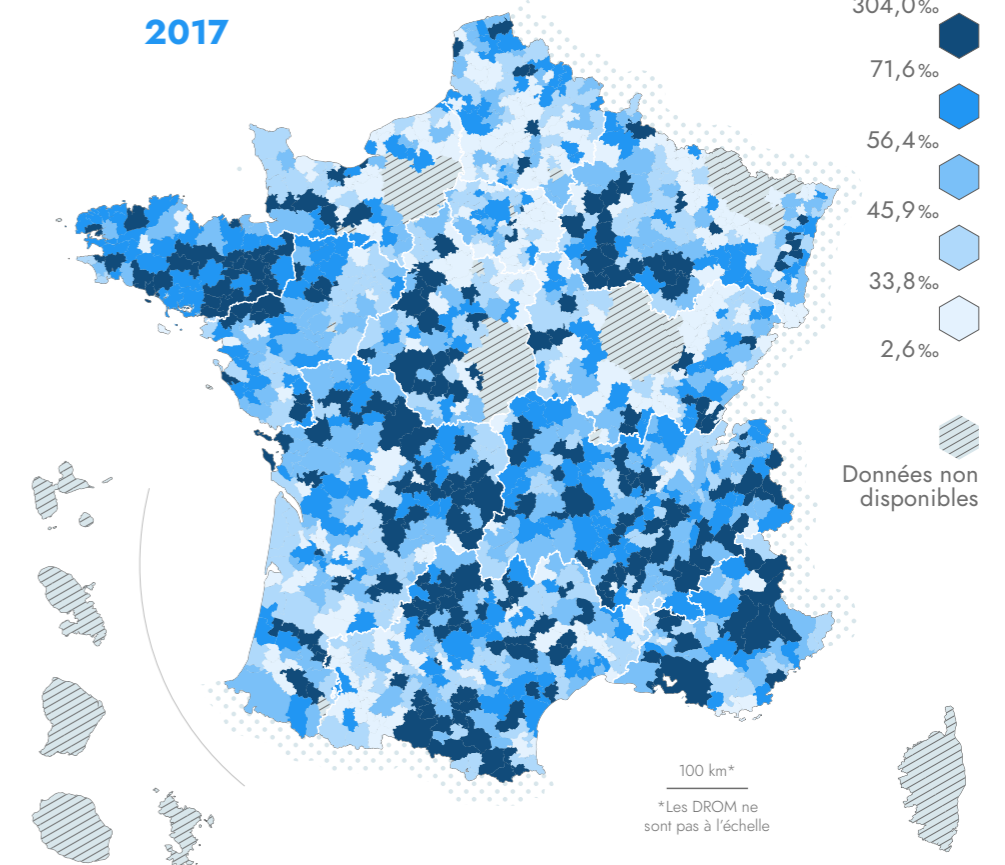 2017
304,0‰
71,6‰
56,4‰
45,9‰
33,8‰
2,6‰
Données non
disponibles
100 km*
*Les DROM ne
sont pas à l'échelle